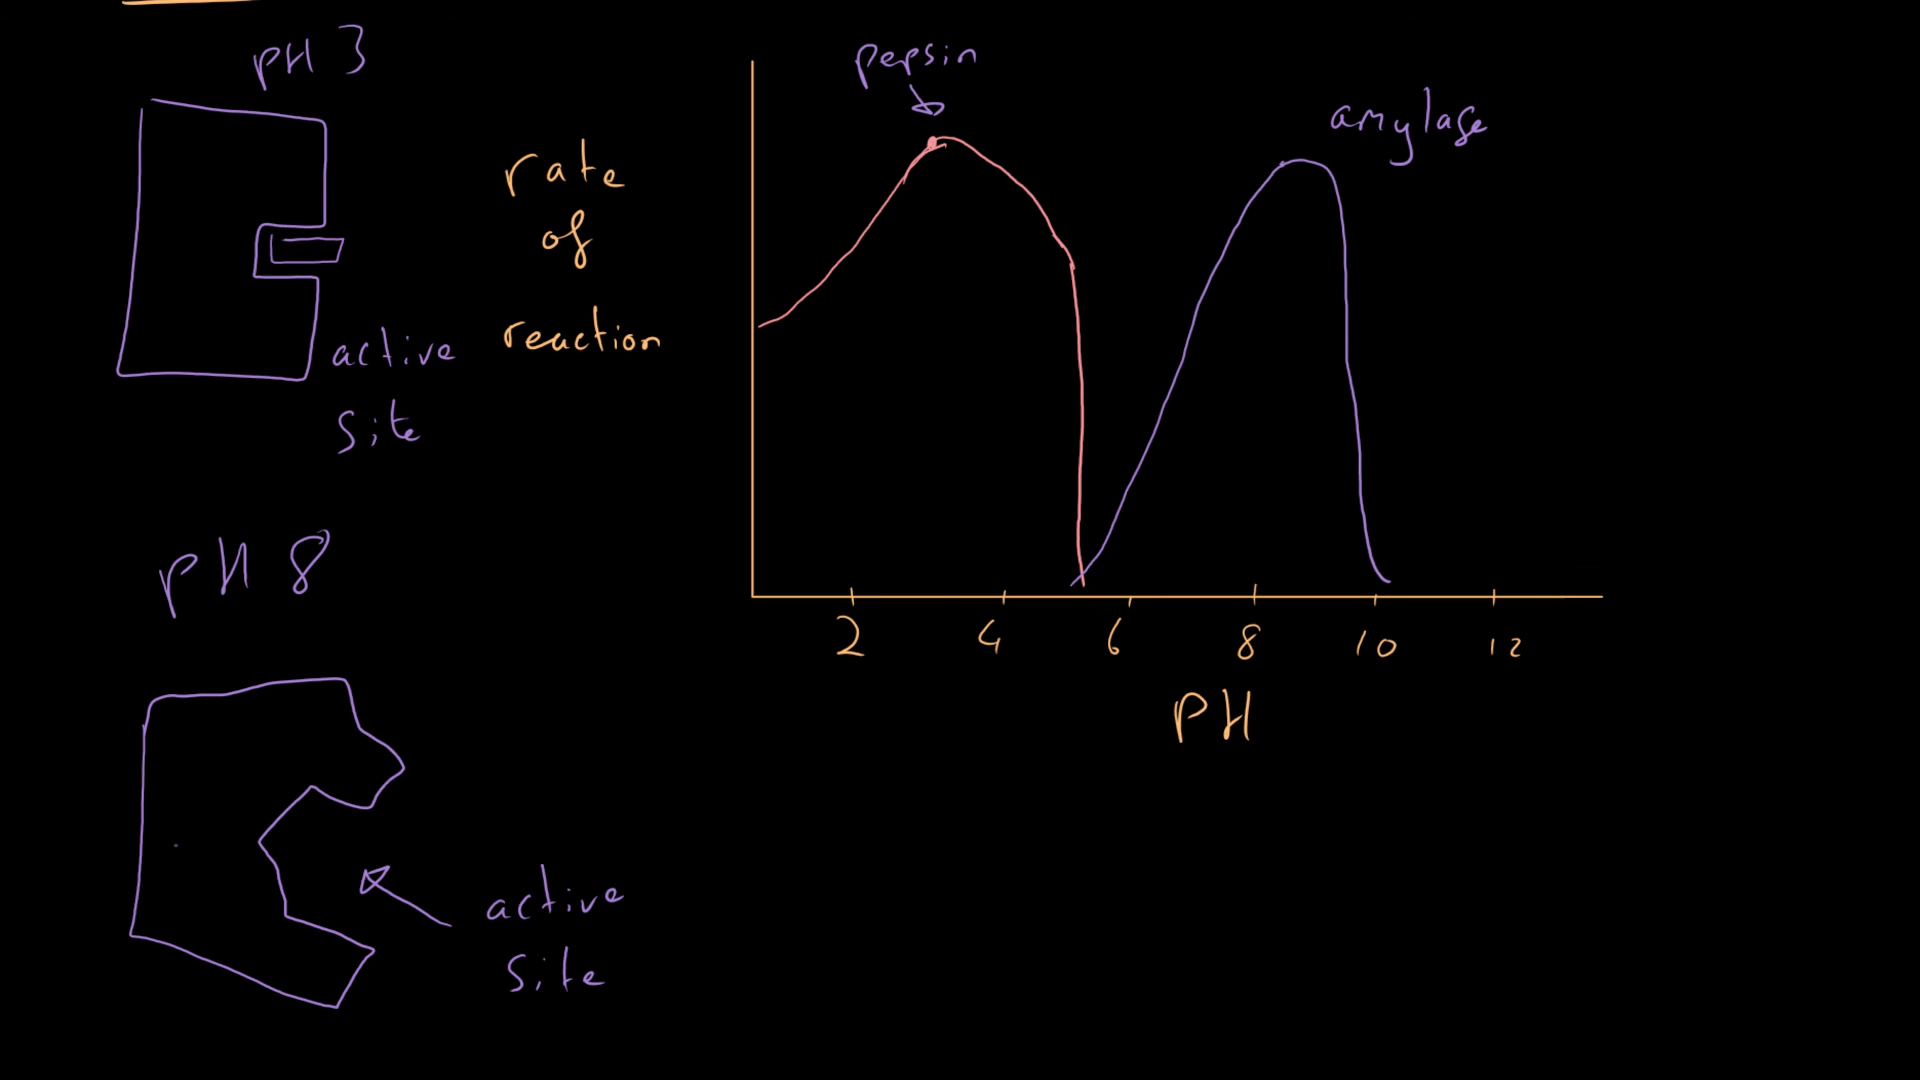 pH 3
active
site
pH 8
active
site
rate
of
reaction
pepsin
amylase
2 4 6 8 10 12
PH